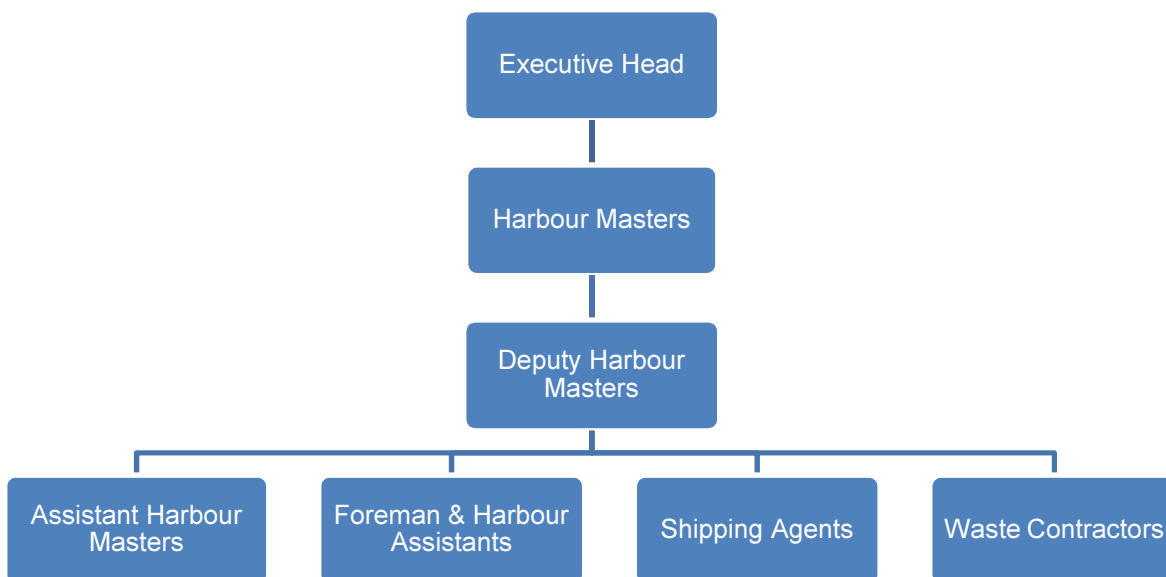 Executive Head
Harbour Masters
Deputy Harbour
Masters
Assistant Harbour
Masters
Foreman & Harbour
Assistants
Shipping Agents
Waste Contractors